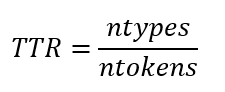 TTR = ntypes / ntokens